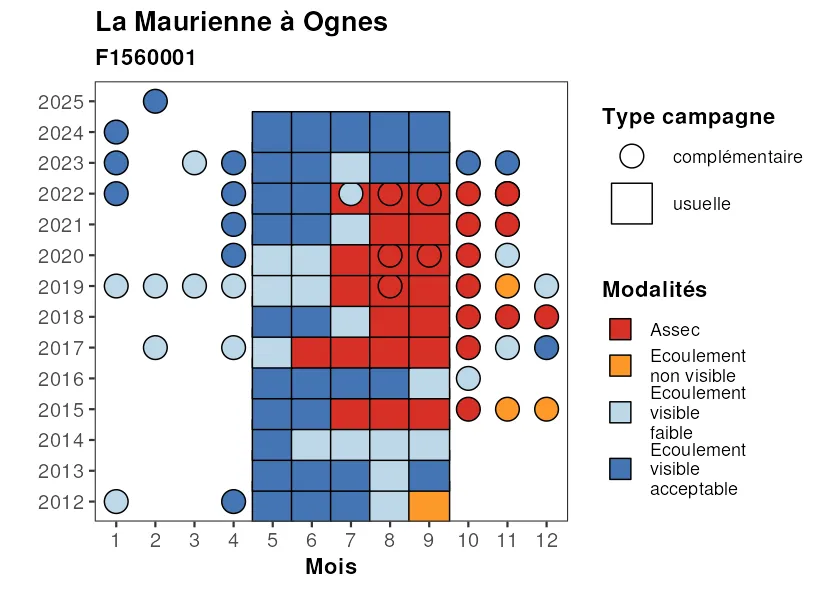 La Maurienne à Ognes
F1560001
2025
2024
2023
2022
2021
2020
2019
2018
2017
2016
2015
2014
2013
2012
1 2 3 4 5 6 7 8 9 10 11 12
Mois
Type campagne
complémentaire
usuelle
Modalités
Assec
Ecoulement
non visible
Ecoulement
visible
faible
Ecoulement
visible
acceptable